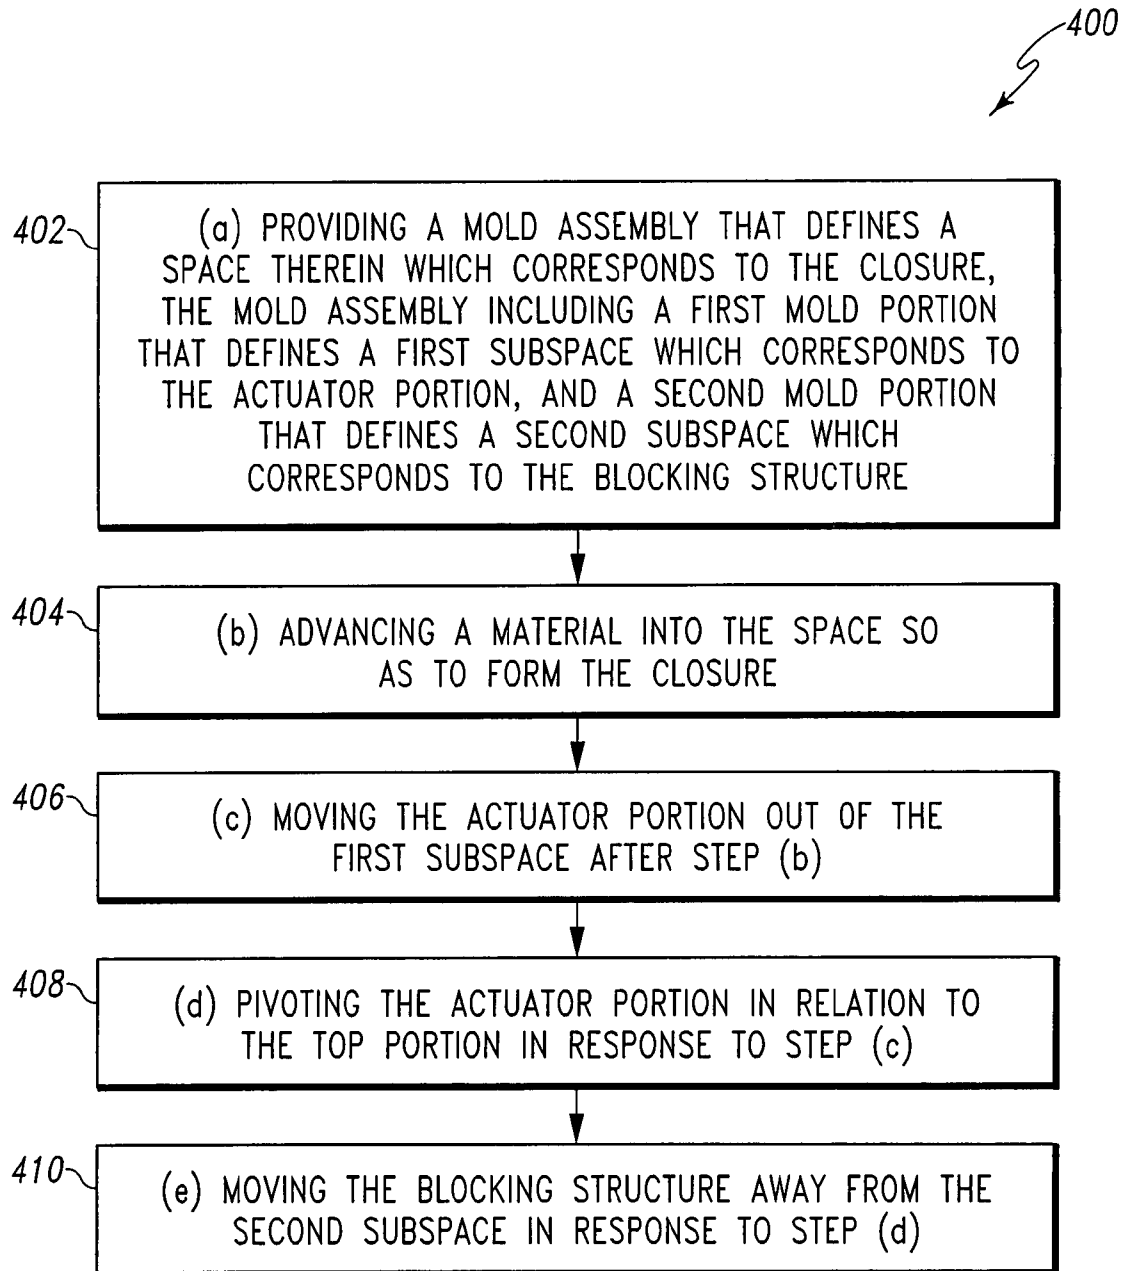 400
402
(a) PROVIDING A MOLD ASSEMBLY THAT DEFINES A
SPACE THEREIN WHICH CORRESPONDS TO THE CLOSURE,
THE MOLD ASSEMBLY INCLUDING A FIRST MOLD PORTION
THAT DEFINES A FIRST SUBSPACE WHICH CORRESPONDS TO
THE ACTUATOR PORTION, AND A SECOND MOLD PORTION
THAT DEFINES A SECOND SUBSPACE WHICH
CORRESPONDS TO THE BLOCKING STRUCTURE
404
(b) ADVANCING A MATERIAL INTO THE SPACE SO
AS TO FORM THE CLOSURE
406
(c) MOVING THE ACTUATOR PORTION OUT OF THE
FIRST SUBSPACE AFTER STEP (b)
408
(d) PIVOTING THE ACTUATOR PORTION IN RELATION TO
THE TOP PORTION IN RESPONSE TO STEP (c)
410
(e) MOVING THE BLOCKING STRUCTURE AWAY FROM THE
SECOND SUBSPACE IN RESPONSE TO STEP (d)